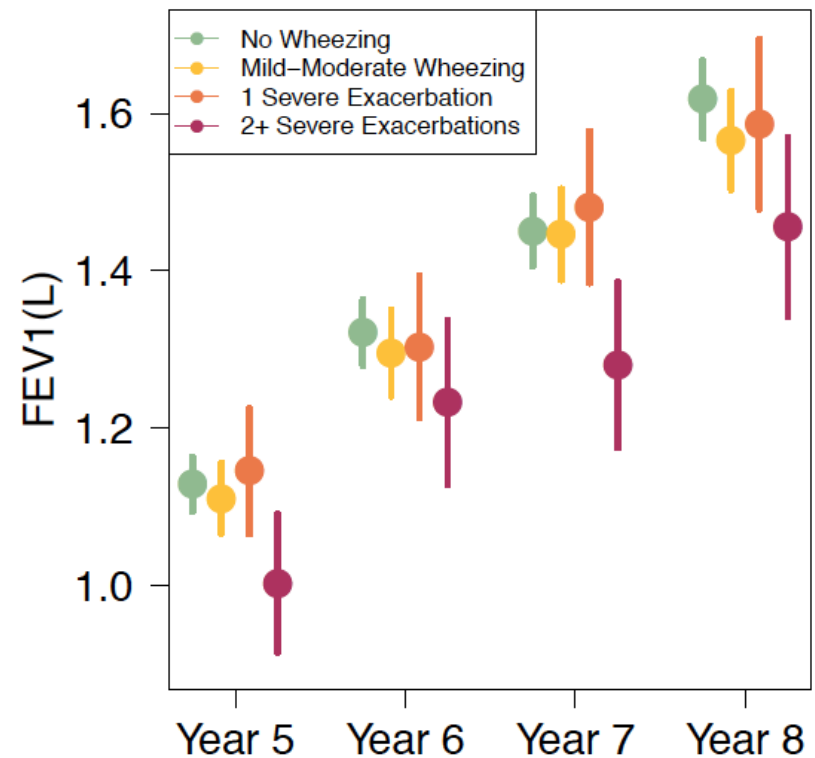 No Wheezing
Mild−Moderate Wheezing
1 Severe Exacerbation
2+ Severe Exacerbations
FEV1(L)
1.6
1.4
1.2
1.0
Year 5 Year 6 Year 7 Year 8